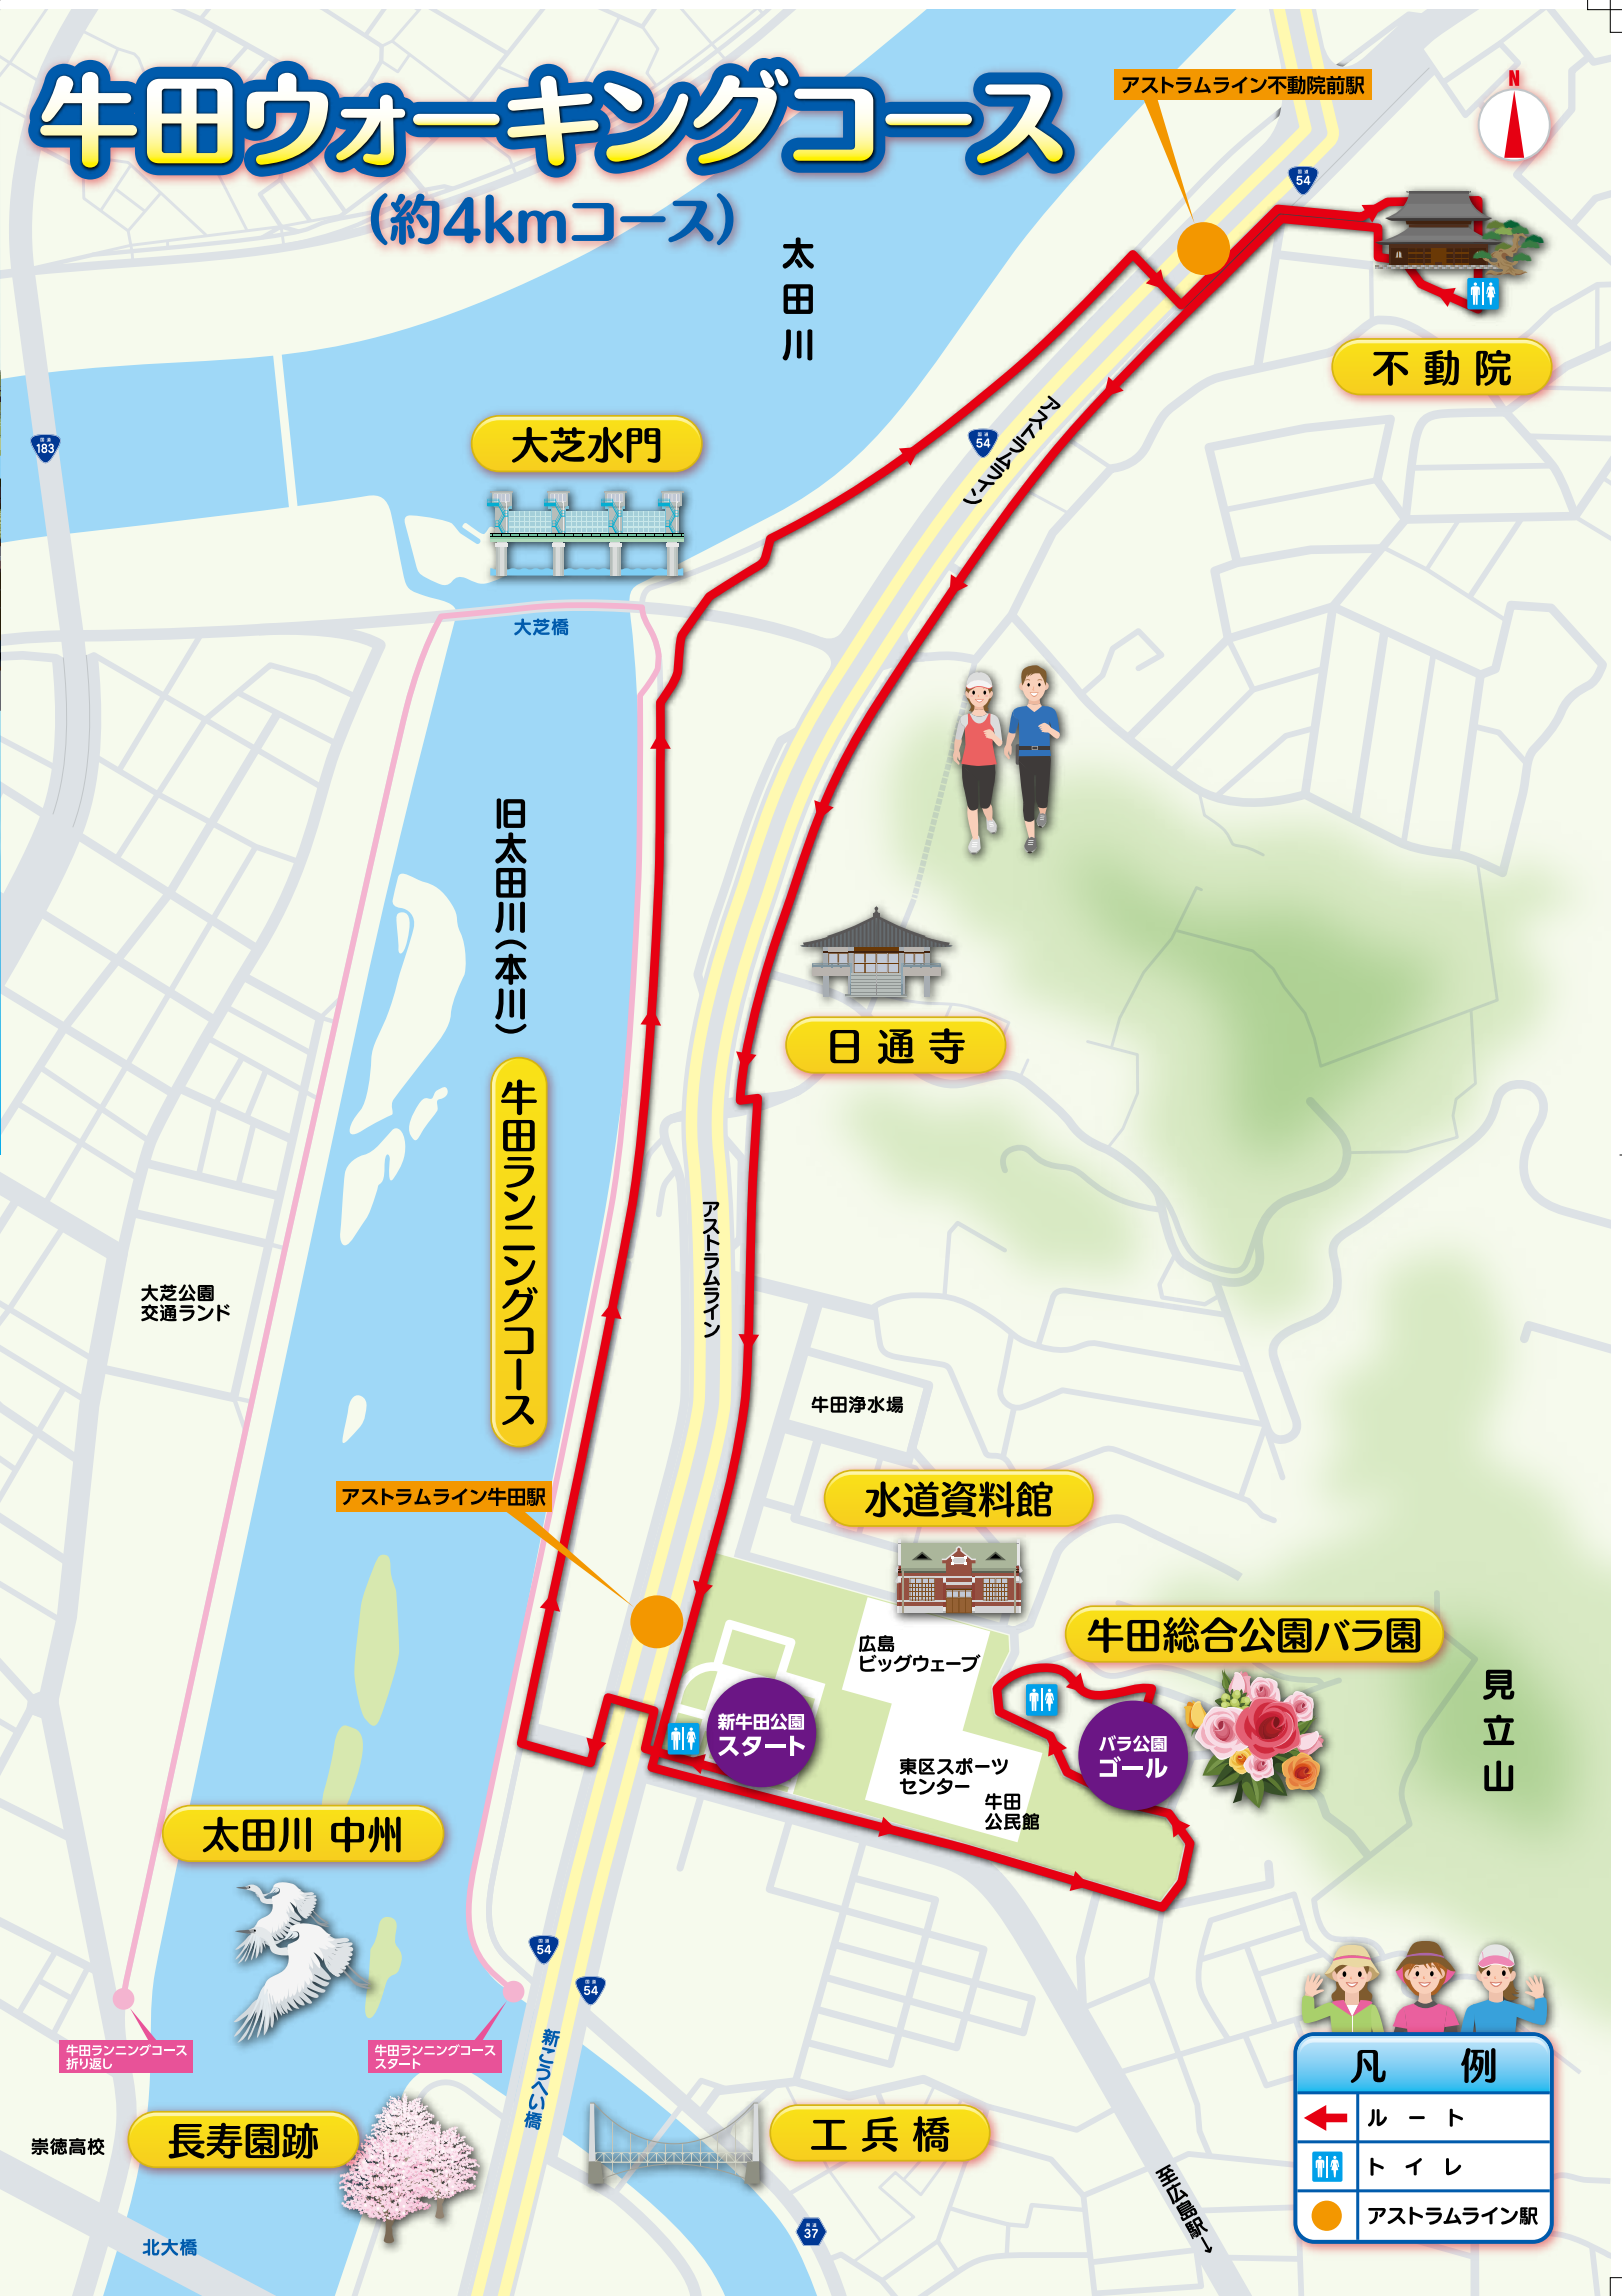 牛田ウォーキングコース
(約4kmコース)
アストラムライン不動院前駅
N
国道
54
太田川
不動院
国道
183
大芝水門
国道
54
アストラムライン
大芝橋
旧太田川(本川)
日通寺
牛田ランニングコース
アストラムライン
大芝公園
交通ランド
牛田浄水場
アストラムライン牛田駅
水道資料館
広島
ビッグウェーブ
牛田総合公園バラ園
見立山
新牛田公園
スタート
バラ公園
ゴール
東区スポーツ
センター
牛田
公民館
太田川 中州
国道
54
国道
54
牛田ランニングコース
折り返し
牛田ランニングコース
スタート
新こうへい橋
長寿園跡
崇徳高校
工兵橋
北大橋
県道
37
至広島駅→
凡例
ルート
トイレ
アストラムライン駅